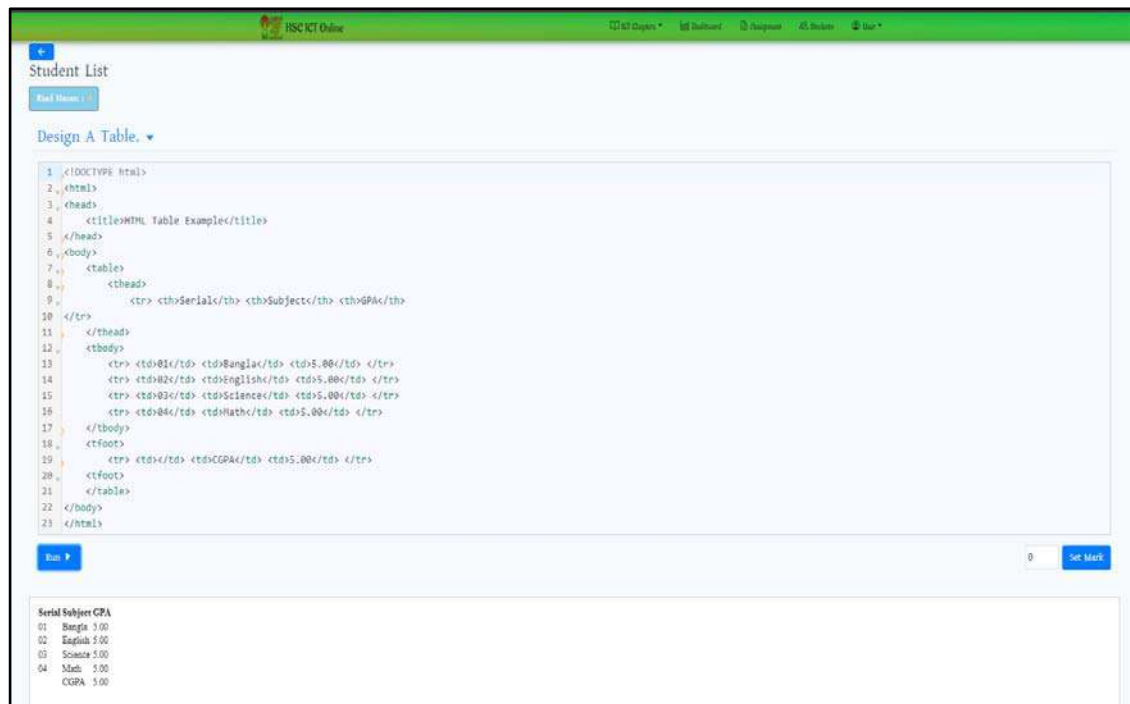 HSC ICT Online
ICT Chapters Dashboard Assignment All Students User
Student List
Design A Table.
1 <!DOCTYPE html>
2 <html>
3 <head>
4 <title>HTML Table Example</title>
5 </head>
6 <body>
7 <table>
8 <thead>
9 <tr> <th>Serial</th> <th>Subject</th> <th>GPA</th>
10 </tr>
11 </thead>
12 <tbody>
13 <tr> <td>01</td> <td>Bangla</td> <td>5.00</td> </tr>
14 <tr> <td>02</td> <td>English</td> <td>5.00</td> </tr>
15 <tr> <td>03</td> <td>Science</td> <td>5.00</td> </tr>
16 <tr> <td>04</td> <td>Math</td> <td>5.00</td> </tr>
17 </tbody>
18 <tfoot>
19 <tr> <td></td> <td>CGPA</td> <td>5.00</td> </tr>
20 <tfoot>
21 </table>
22 </body>
23 </html>
Run 0 Set Mark
Serial Subject GPA
01 Bangla 5.00
02 English 5.00
03 Science 5.00
04 Math 5.00
CGPA 5.00